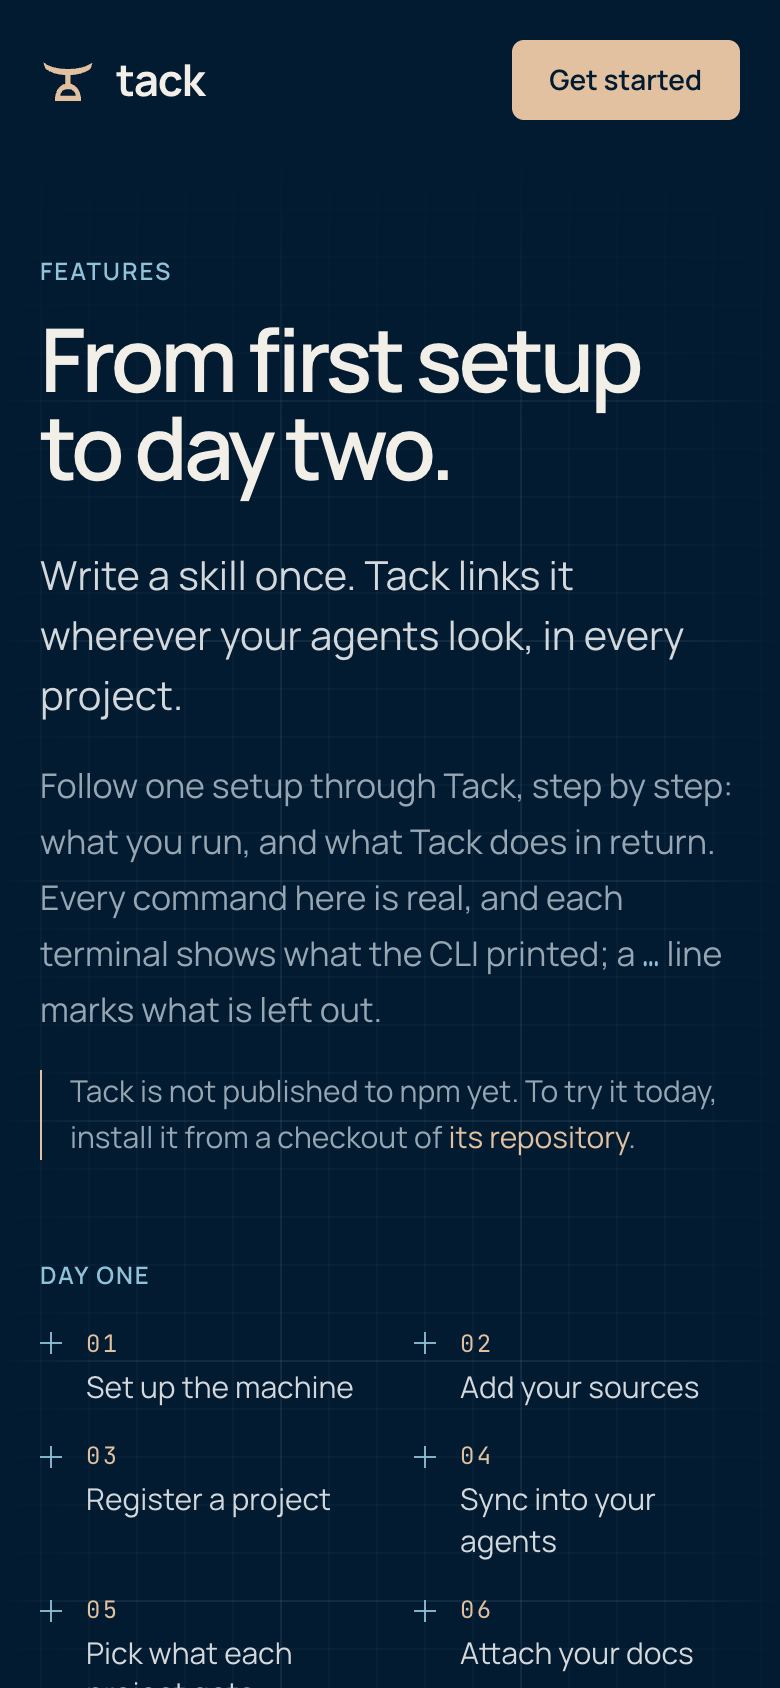 tack
Get started
FEATURES
From first setup
to day two.
Write a skill once. Tack links it
wherever your agents look, in every
project.
Follow one setup through Tack, step by step:
what you run, and what Tack does in return.
Every command here is real, and each
terminal shows what the CLI printed; a … line
marks what is left out.
Tack is not published to npm yet. To try it today,
install it from a checkout of its repository.
DAY ONE
01
Set up the machine
02
Add your sources
03
Register a project
04
Sync into your
agents
05
Pick what each
project gets
06
Attach your docs